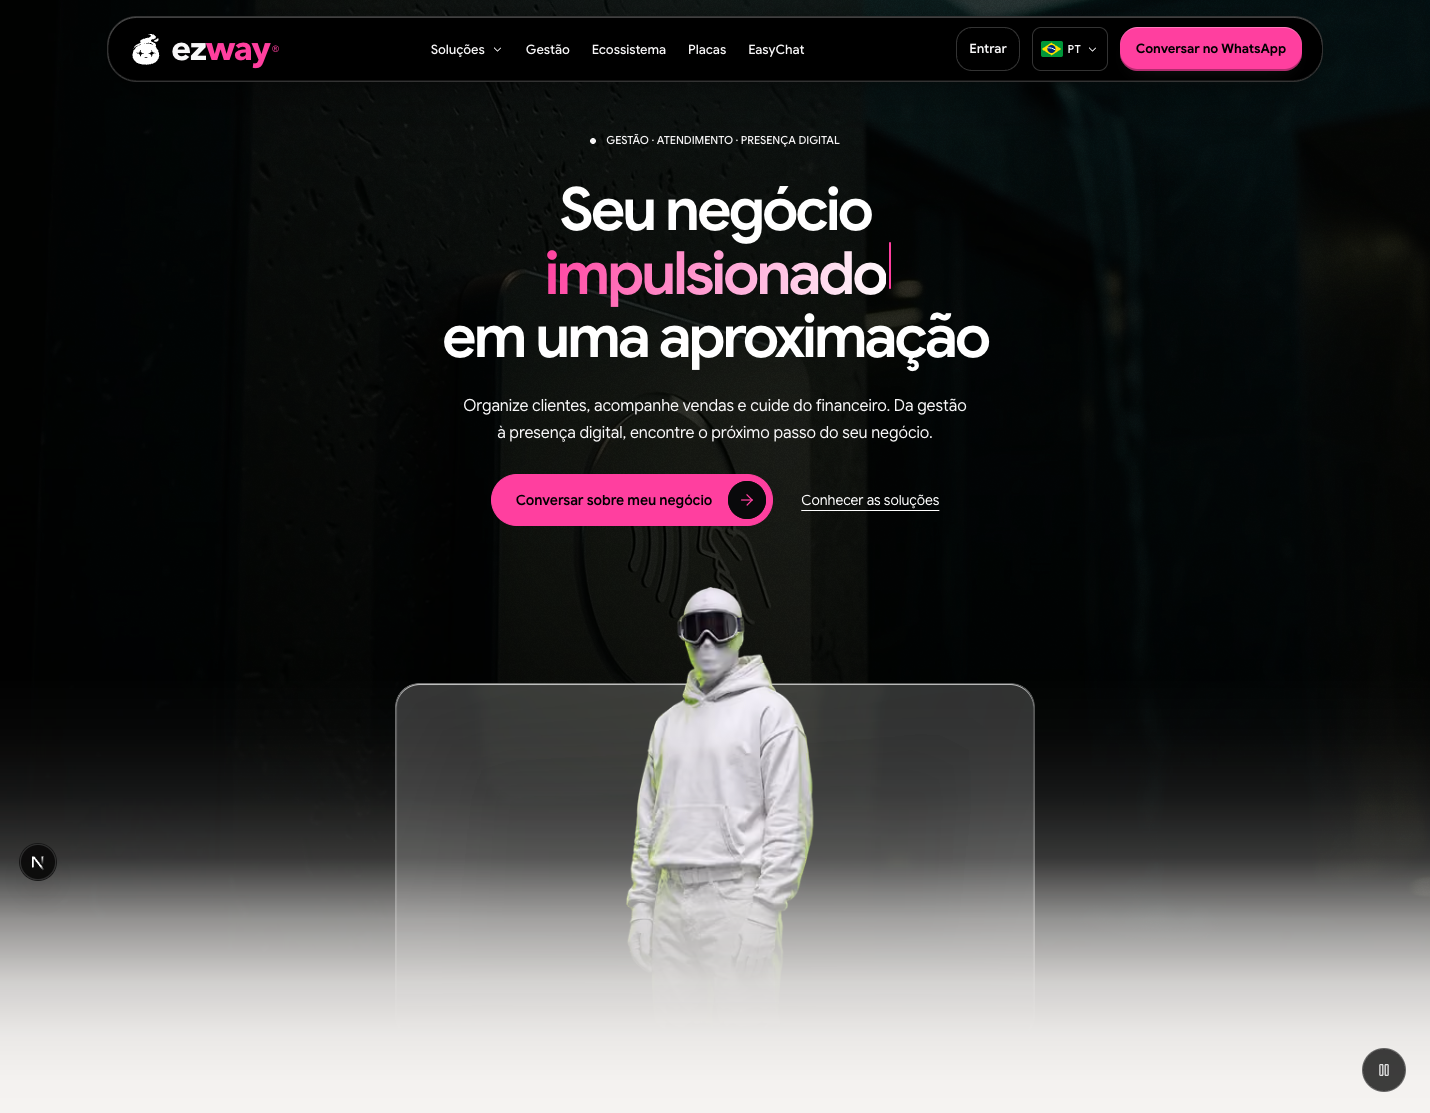 ezway®
Soluções
Gestão
Ecossistema
Placas
EasyChat
Entrar
PT
Conversar no WhatsApp
GESTÃO · ATENDIMENTO · PRESENÇA DIGITAL
Seu negócio
impulsionado
em uma aproximação
Organize clientes, acompanhe vendas e cuide do financeiro. Da gestão
à presença digital, encontre o próximo passo do seu negócio.
Conversar sobre meu negócio
Conhecer as soluções
N